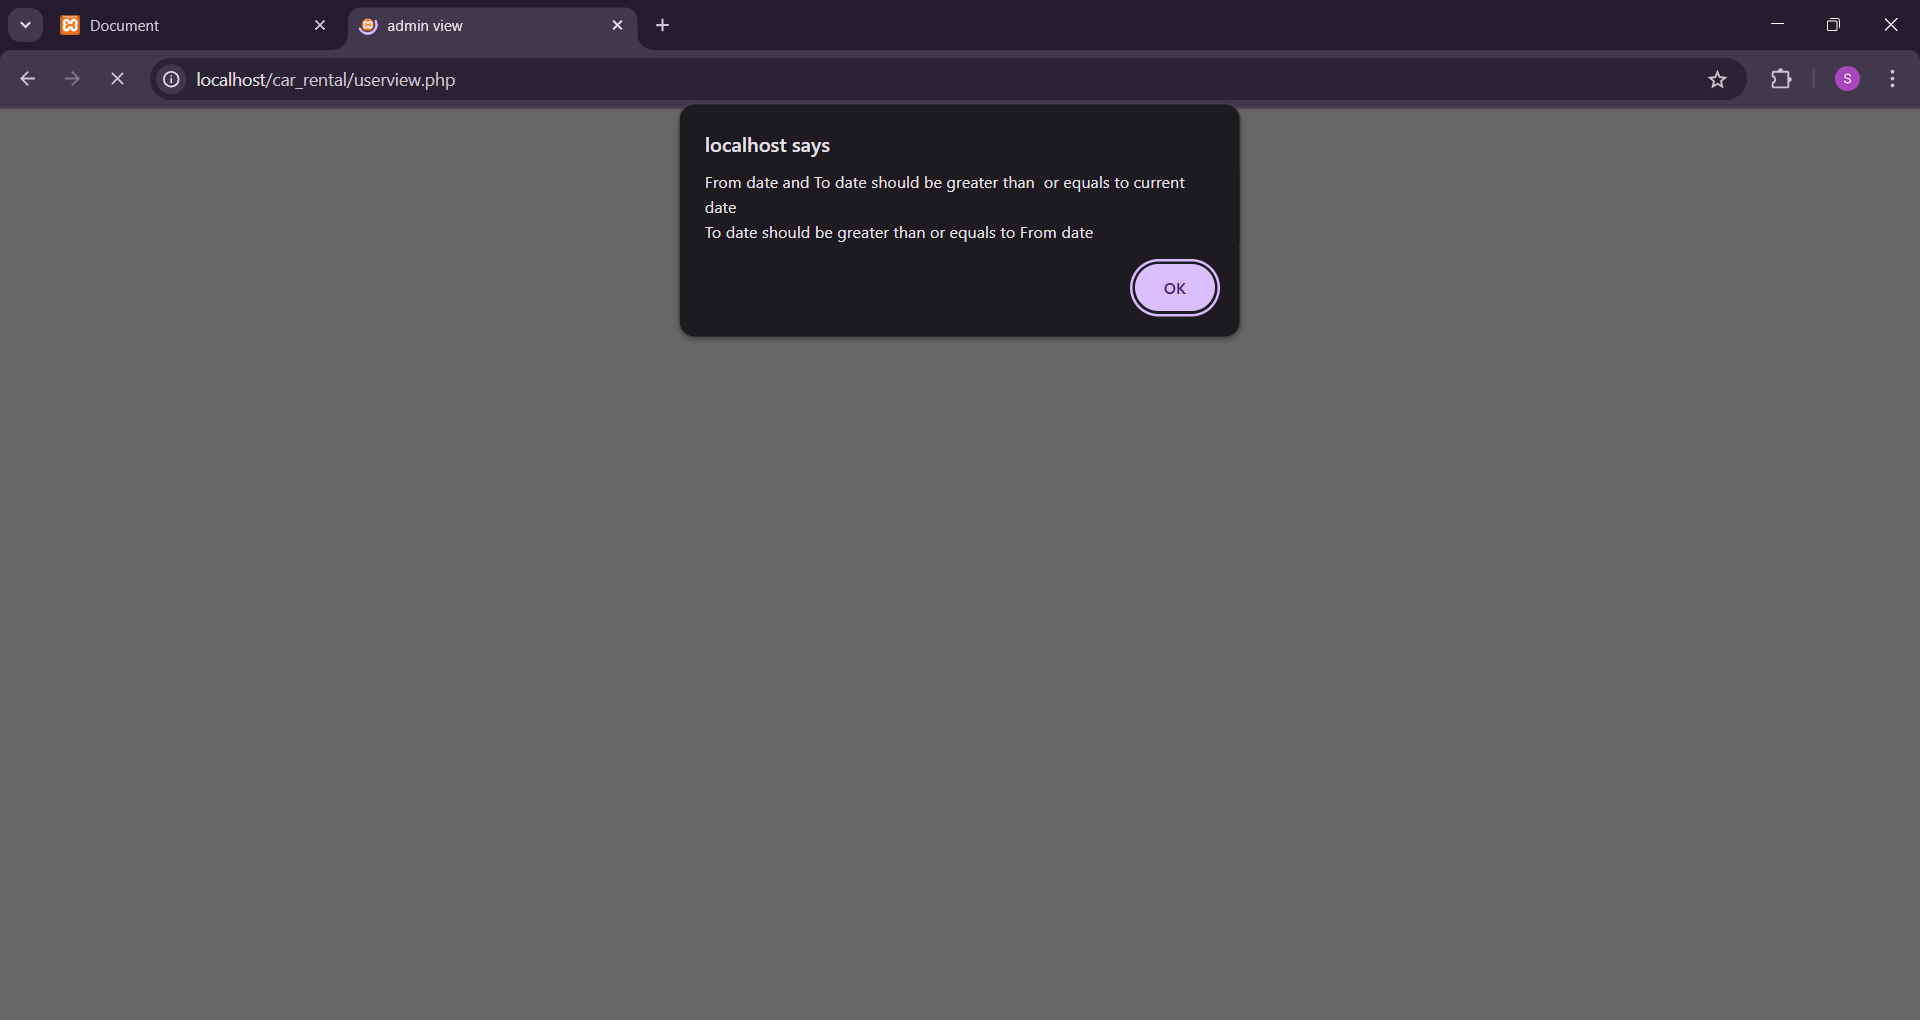 Document
admin view
localhost/car_rental/userview.php
S
localhost says
From date and To date should be greater than  or equals to current
date
To date should be greater than or equals to From date
OK